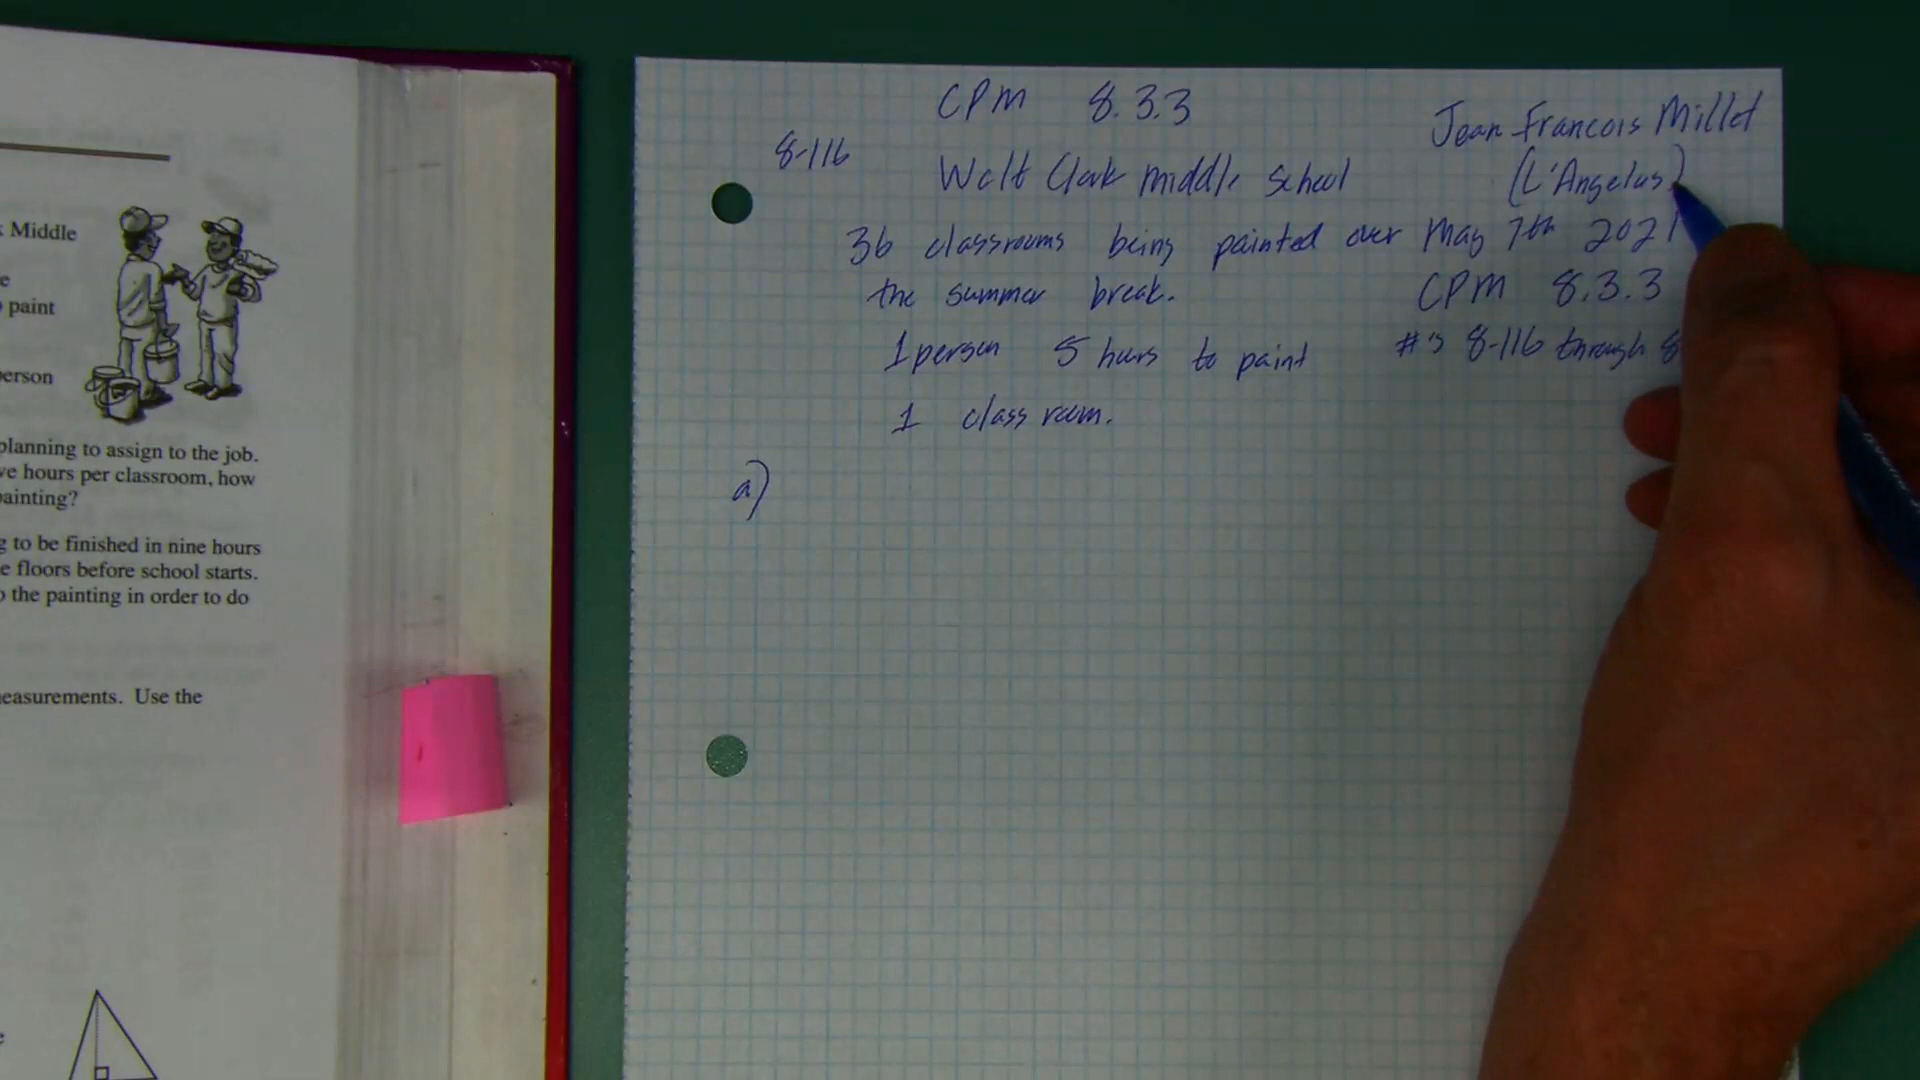 Middle
paint
planning to assign to the job.
hours per classroom, how
painting?
to be finished in nine hours
floors before school starts.
the painting in order to do
measurements. Use the
CPM 8.3.3
8-116
Walt Clark Middle School
36 classrooms being painted over
the summer break.
1 person 5 hours to paint
1 class room.
a)
Jean Francois Millet
(L'Angelus)
May 7th 2021
CPM 8.3.3
#'s 8-116 through 8